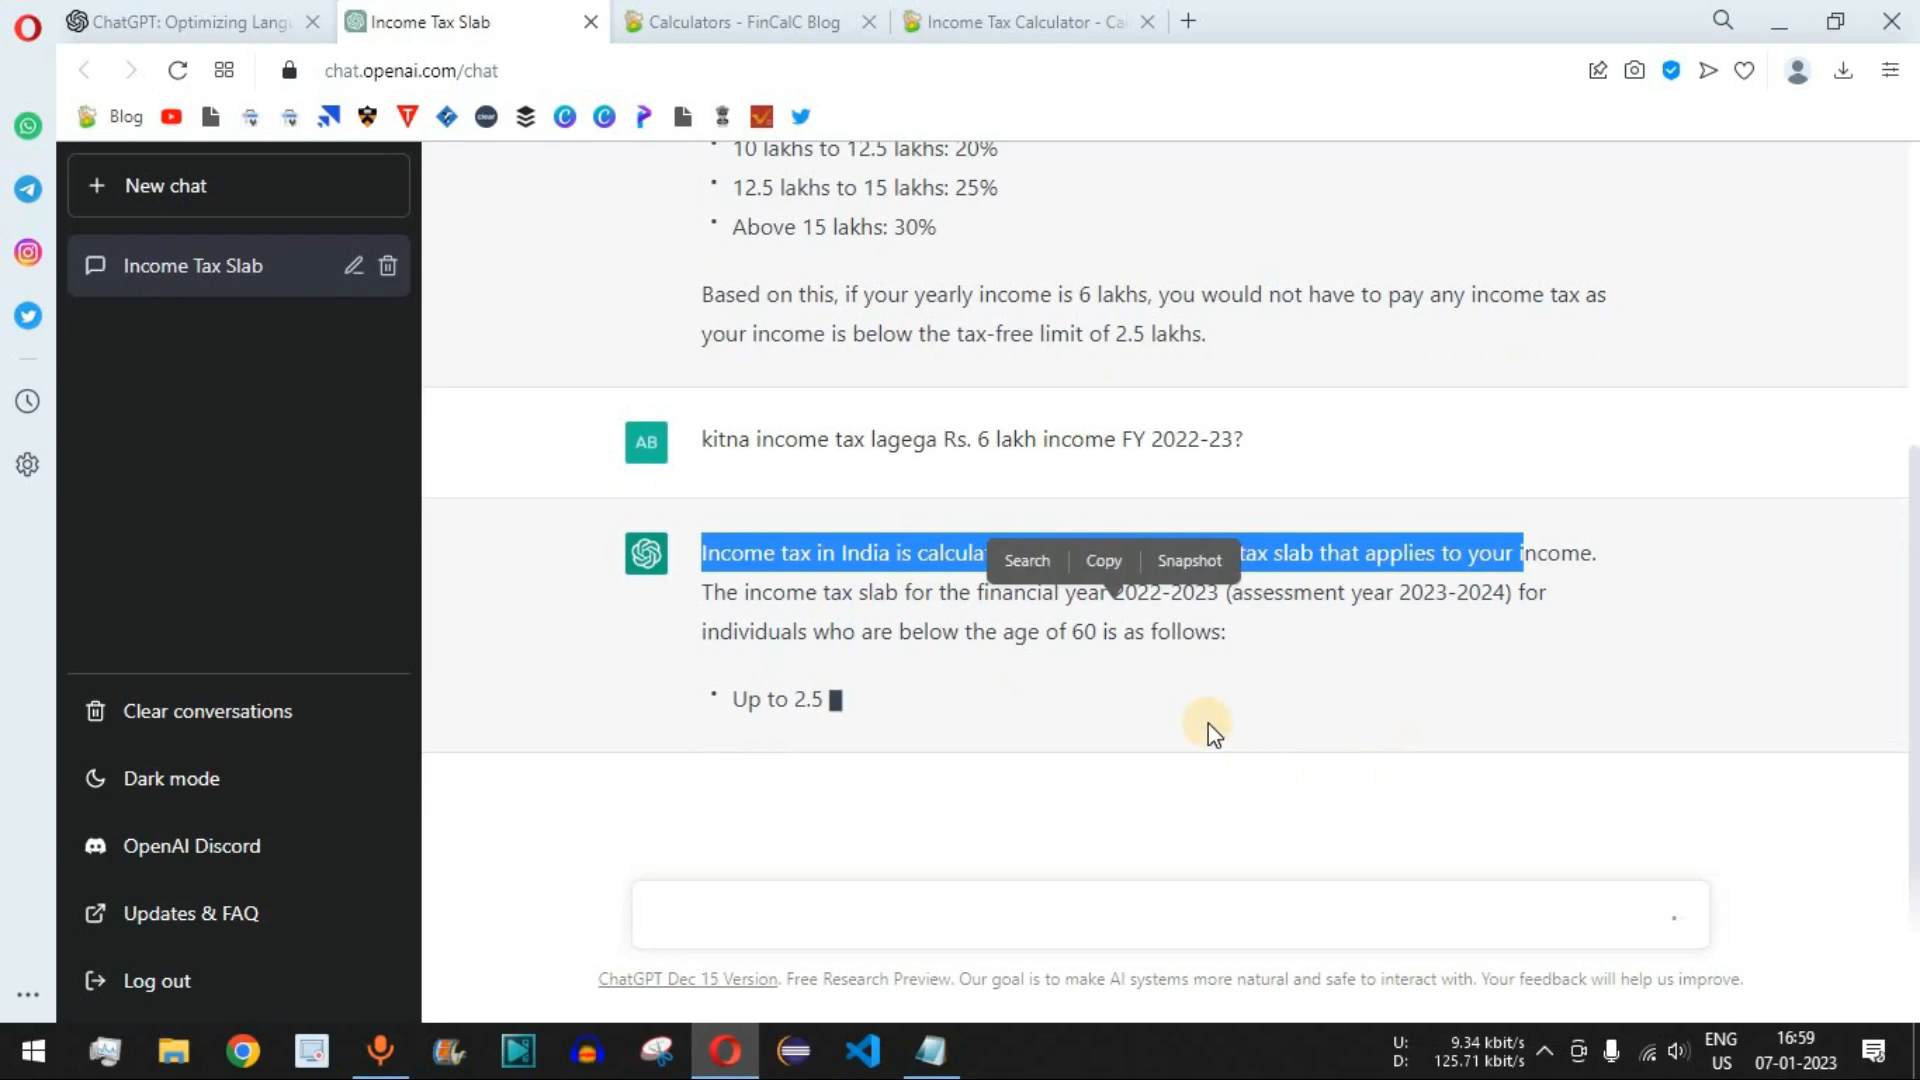 ChatGPT: Optimizing Lang
Income Tax Slab
Calculators - FinCalC Blog
Income Tax Calculator - Ca
chat.openai.com/chat
Blog
clear
New chat
Income Tax Slab
10 lakhs to 12.5 lakhs: 20%
12.5 lakhs to 15 lakhs: 25%
Above 15 lakhs: 30%
Based on this, if your yearly income is 6 lakhs, you would not have to pay any income tax as
your income is below the tax-free limit of 2.5 lakhs.
AB
kitna income tax lagega Rs. 6 lakh income FY 2022-23?
Income tax in India is calcula tax slab that applies to your income.
Search Copy Snapshot
The income tax slab for the financial year 2022-2023 (assessment year 2023-2024) for
individuals who are below the age of 60 is as follows:
Up to 2.5
Clear conversations
Dark mode
OpenAI Discord
Updates & FAQ
Log out
ChatGPT Dec 15 Version. Free Research Preview. Our goal is to make AI systems more natural and safe to interact with. Your feedback will help us improve.
U: 9.34 kbit/s
D: 125.71 kbit/s
ENG
US
16:59
07-01-2023